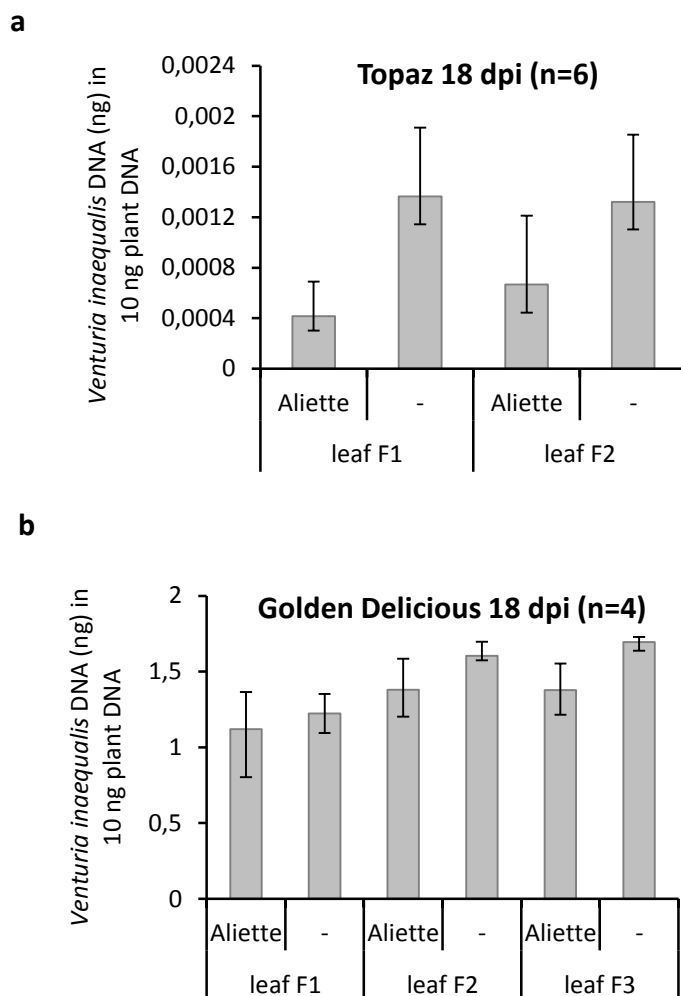 a
Topaz 18 dpi (n=6)
Venturia inaequalis DNA (ng) in
10 ng plant DNA
0,0024
0,002
0,0016
0,0012
0,0008
0,0004
0
Aliette - Aliette -
leaf F1 leaf F2
b
Golden Delicious 18 dpi (n=4)
Venturia inaequalis DNA (ng) in
10 ng plant DNA
2
1,5
1
0,5
0
Aliette - Aliette - Aliette -
leaf F1 leaf F2 leaf F3